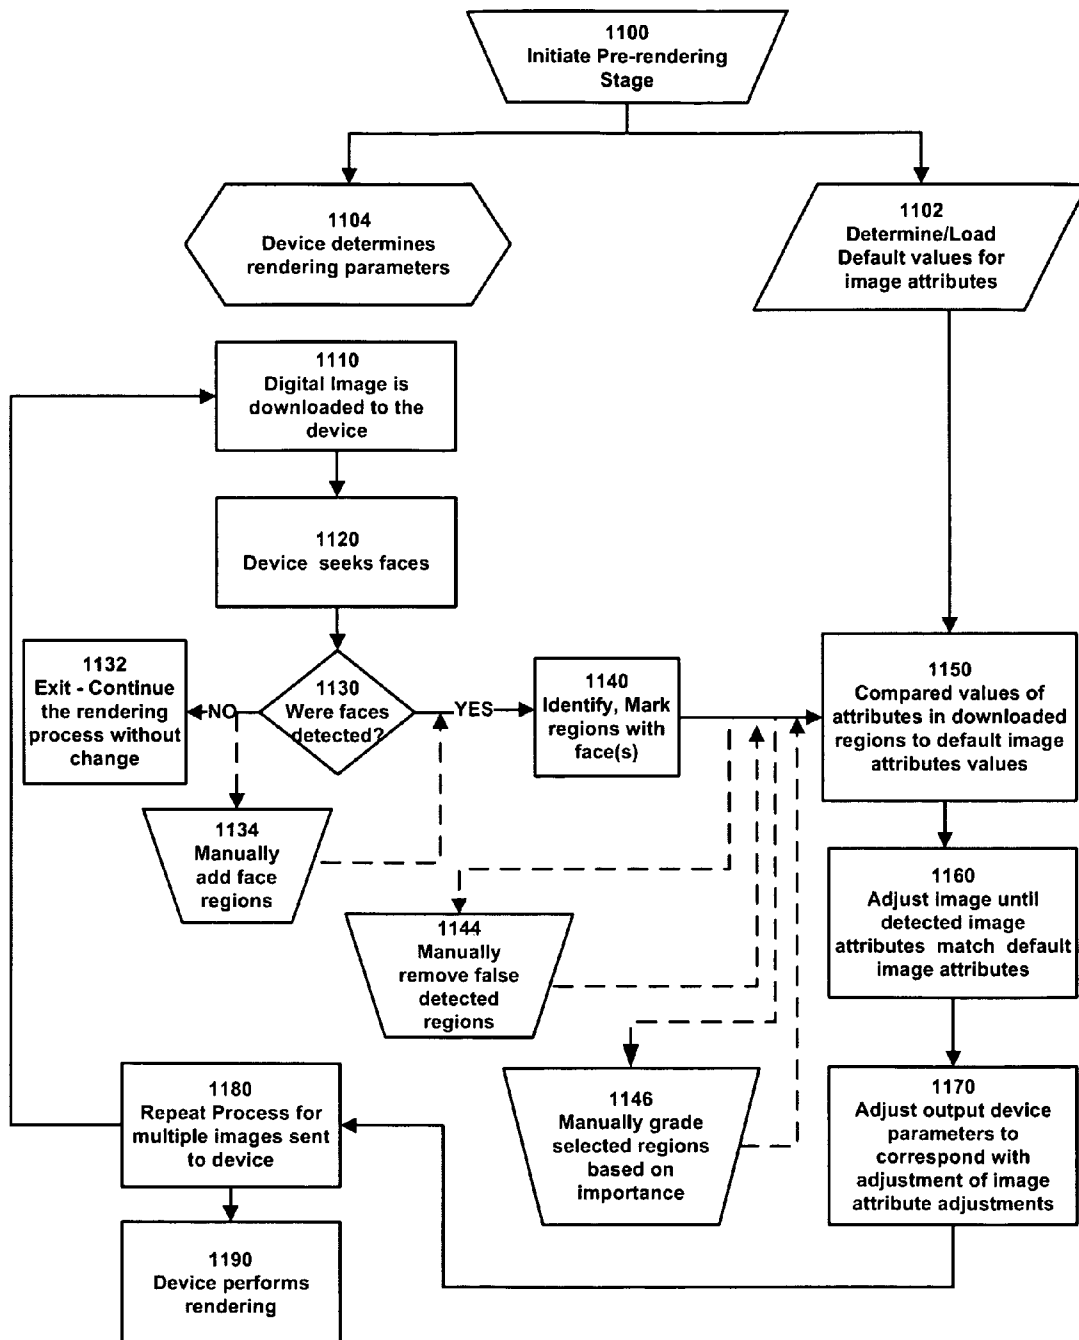 1100
Initiate Pre-rendering
Stage
1104
Device determines
rendering parameters
1102
Determine/Load
Default values for
image attributes
1110
Digital Image is
downloaded to the
device
1120
Device seeks faces
1132
Exit - Continue
the rendering
process without
change
NO
1130
Were faces
detected?
YES
1140
Identify, Mark
regions with
face(s)
1150
Compared values of
attributes in downloaded
regions to default image
attributes values
1134
Manually
add face
regions
1144
Manually
remove false
detected
regions
1160
Adjust image until
detected image
attributes match default
image attributes
1146
Manually grade
selected regions
based on
importance
1170
Adjust output device
parameters to
correspond with
adjustment of image
attribute adjustments
1180
Repeat Process for
multiple images sent
to device
1190
Device performs
rendering